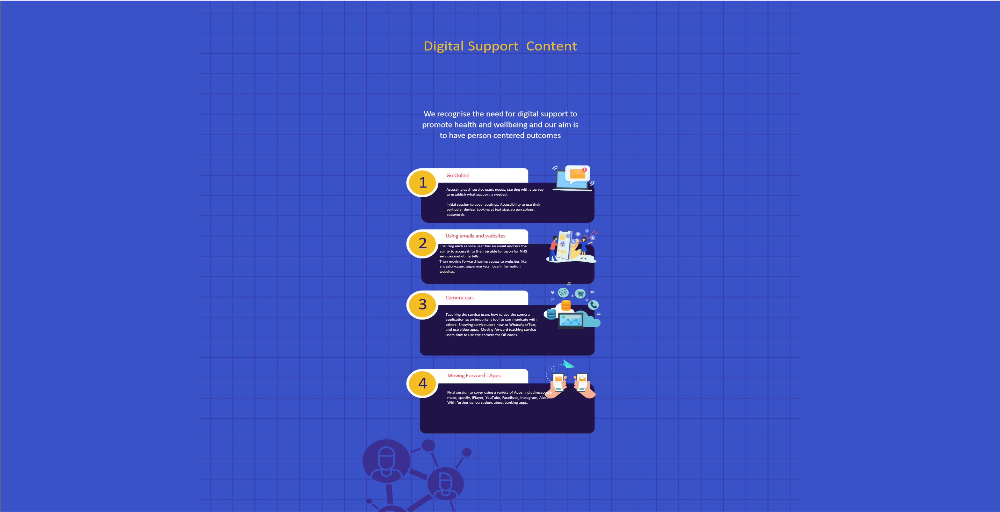 Digital Support  Content
We recognise the need for digital support to
promote health and wellbeing and our aim is
to have person centered outcomes
1
Go Online
Assessing each service users needs, starting with a survey
to establish what support is needed.
Initial session to cover settings. Accessibility to use their
particular device. Looking at text size, screen colour,
passwords.
2
Using emails and websites
Ensuring each service user has an email address the
ability to access it, to then be able to log on for NHS
services and utility bills.
Then moving forward having access to websites like
ancestory.com, supermarkets, local information
websites.
3
Camera use.
Teaching the service users how to use the camera
application as an important tool to communicate with
others. Showing service users how to WhatsApp/Text,
and use video apps.  Moving forward teaching service
users how to use the camera for QR codes.
4
Moving Forward - Apps
Final session to cover using a variety of Apps. Including google
maps, spotify, iPlayer, YouTube, FaceBook, Instagram, Alexa.
With further conversations about banking apps.